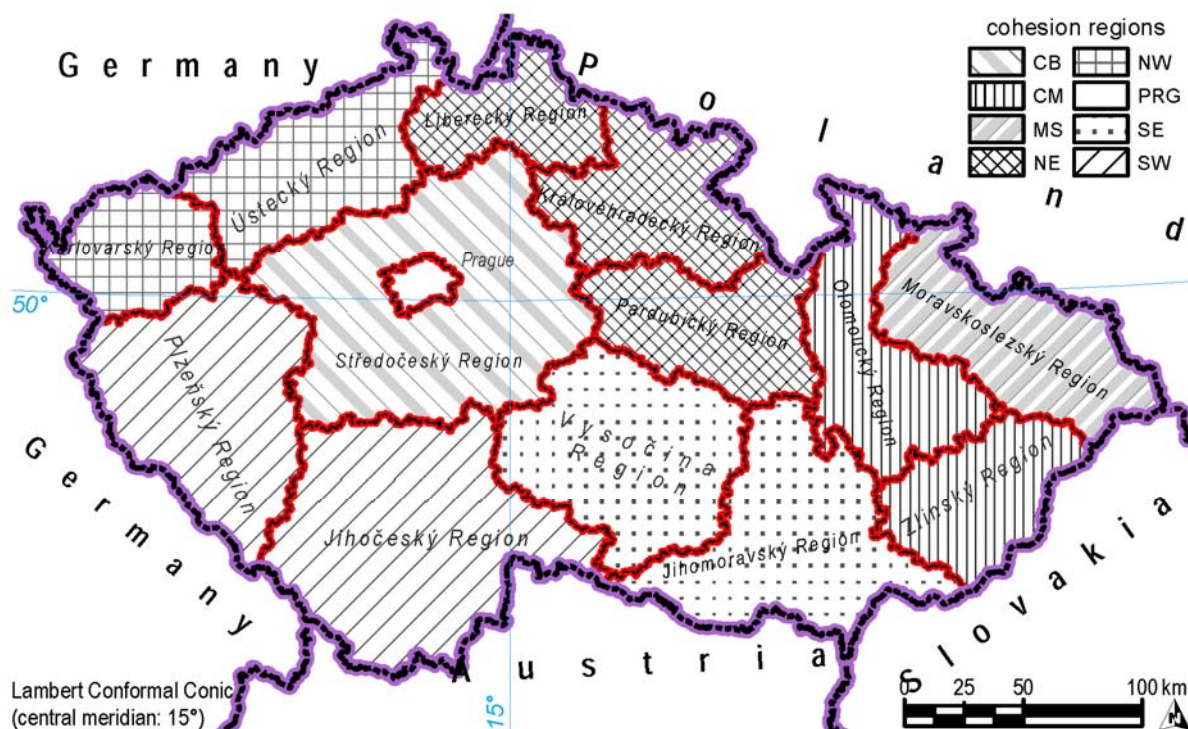 cohesion regions
CB
NW
CM
PRG
MS
SE
NE
SW
Germany
Poland
Liberecký Region
Ústecký Region
Královéhradecký Region
Karlovarský Region
Prague
50°
Olomoucký Region
Moravskoslezský Region
Pardubický Region
Středočeský Region
Plzeňský Region
Vysočina
Region
Zlínský Region
Jihočeský Region
Jihomoravský Region
Germany
Slovakia
Austria
Lambert Conformal Conic
(central meridian: 15°)
15°
0 25 50 100 km
N